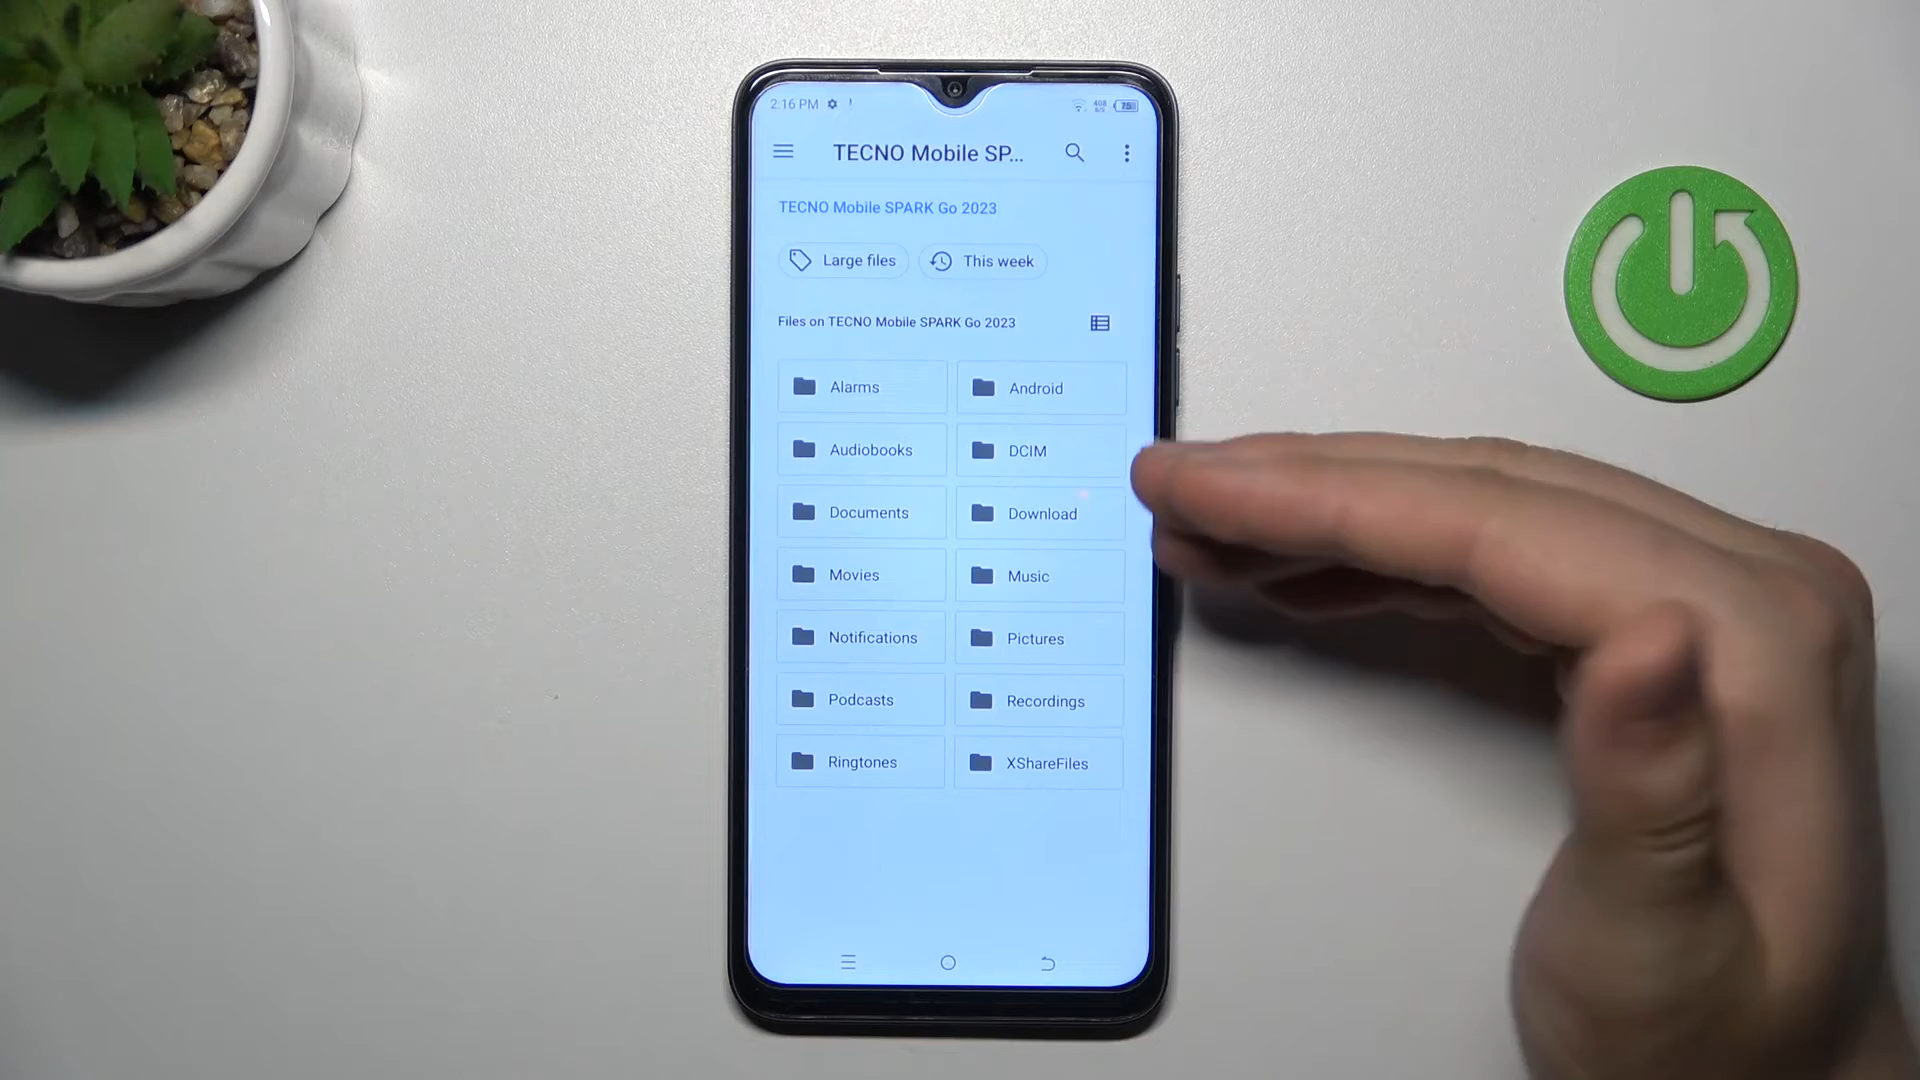 2:16 PM
TECNO Mobile SP...
TECNO Mobile SPARK Go 2023
Large files
This week
Files on TECNO Mobile SPARK Go 2023
Alarms
Android
Audiobooks
DCIM
Documents
Download
Movies
Music
Notifications
Pictures
Podcasts
Recordings
Ringtones
XShareFiles